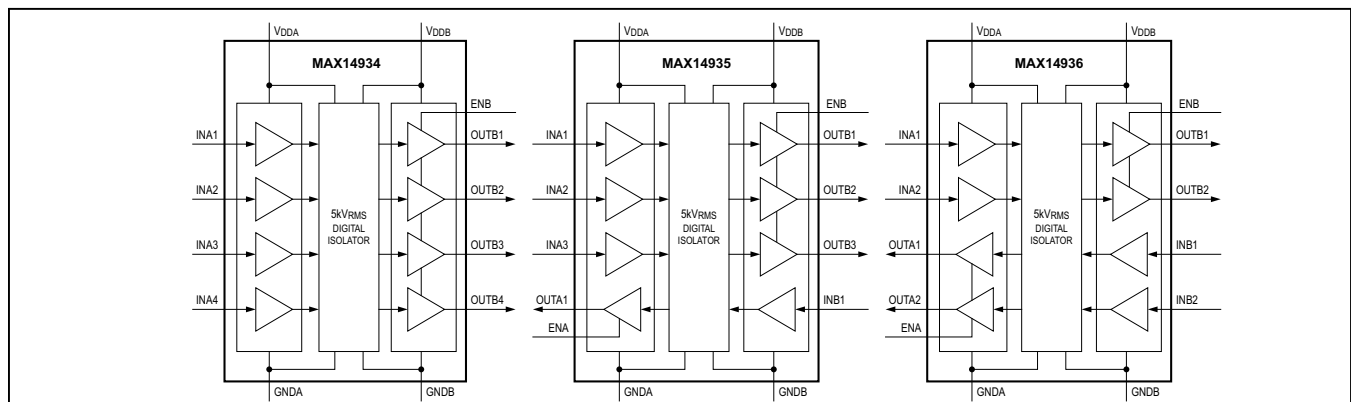 VDDA
VDDB
MAX14934
ENB
INA1
OUTB1
INA2
OUTB2
5kVRMS
DIGITAL
ISOLATOR
INA3
OUTB3
INA4
OUTB4
GNDA
GNDB
VDDA
VDDB
MAX14935
ENB
INA1
OUTB1
INA2
OUTB2
5kVRMS
DIGITAL
ISOLATOR
INA3
OUTB3
OUTA1
INB1
ENA
GNDA
GNDB
VDDA
VDDB
MAX14936
ENB
INA1
OUTB1
INA2
OUTB2
5kVRMS
DIGITAL
ISOLATOR
OUTA1
INB1
OUTA2
INB2
ENA
GNDA
GNDB